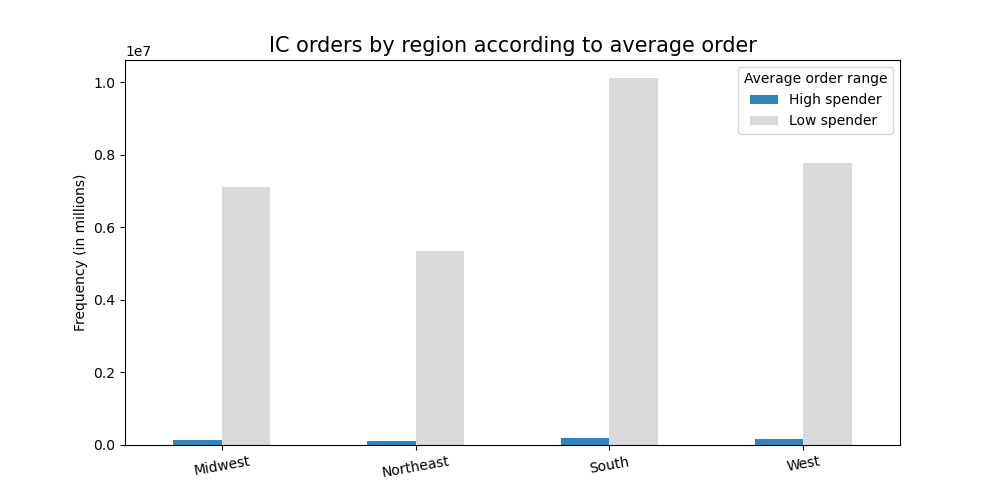 IC orders by region according to average order
1e7
1.0
0.8
0.6
0.4
0.2
0.0
Frequency (in millions)
Average order range
High spender
Low spender
Midwest
Northeast
South
West